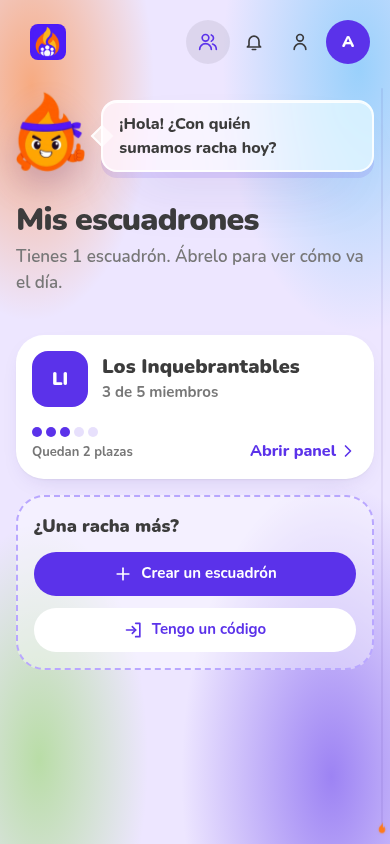 A
¡Hola! ¿Con quién
sumamos racha hoy?
Mis escuadrones
Tienes 1 escuadrón. Ábrelo para ver cómo va
el día.
LI
Los Inquebrantables
3 de 5 miembros
Quedan 2 plazas
Abrir panel
¿Una racha más?
Crear un escuadrón
Tengo un código